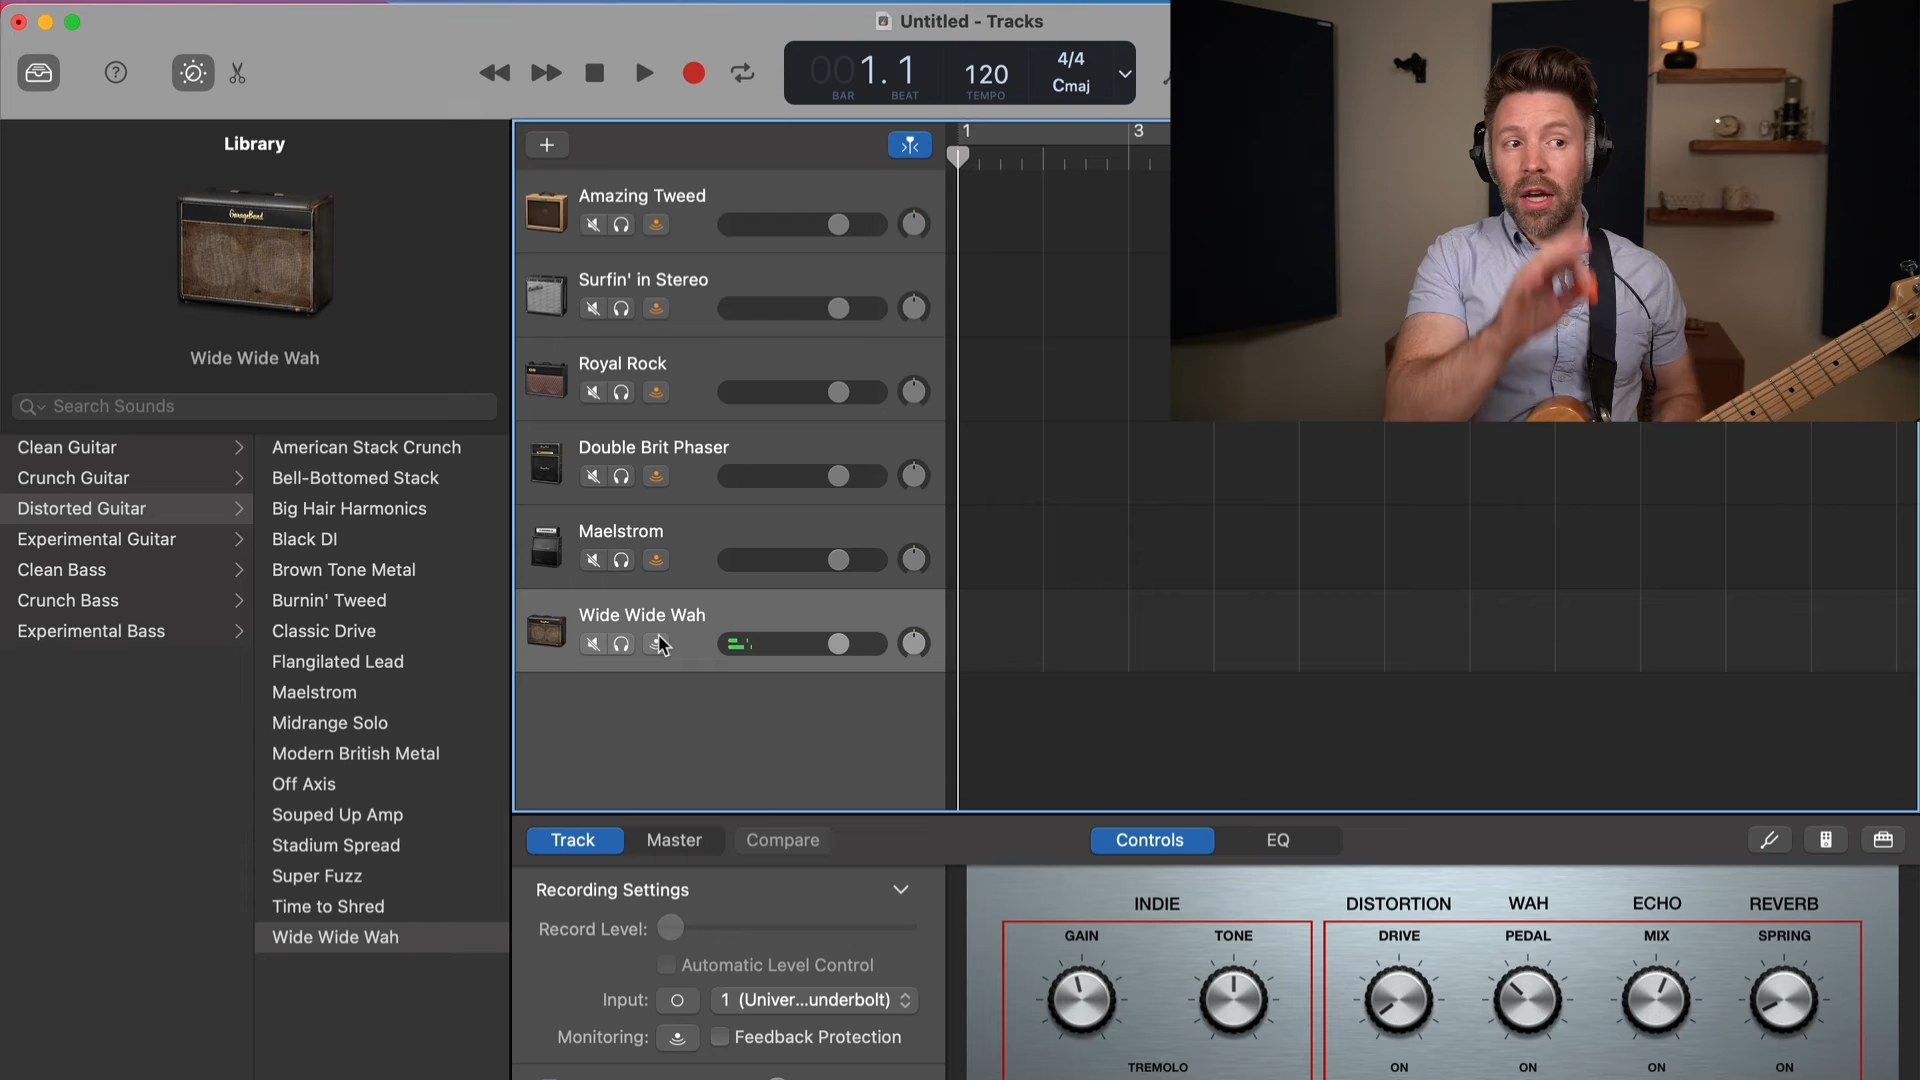 Untitled - Tracks
001. 1
BAR
BEAT
120
TEMPO
4/4
Cmaj
Library
GarageBand
Wide Wide Wah
Search Sounds
Clean Guitar
Crunch Guitar
Distorted Guitar
Experimental Guitar
Clean Bass
Crunch Bass
Experimental Bass
American Stack Crunch
Bell-Bottomed Stack
Big Hair Harmonics
Black DI
Brown Tone Metal
Burnin' Tweed
Classic Drive
Flangilated Lead
Maelstrom
Midrange Solo
Modern British Metal
Off Axis
Souped Up Amp
Stadium Spread
Super Fuzz
Time to Shred
Wide Wide Wah
1
3
Amazing Tweed
Surfin' in Stereo
Royal Rock
Double Brit Phaser
Maelstrom
Wide Wide Wah
Track
Master
Compare
Controls
EQ
Recording Settings
Record Level:
Automatic Level Control
Input:
1 (Univer...underbolt)
Monitoring:
Feedback Protection
INDIE
DISTORTION
WAH
ECHO
REVERB
GAIN
TONE
DRIVE
PEDAL
MIX
SPRING
TREMOLO
ON
ON
ON
ON